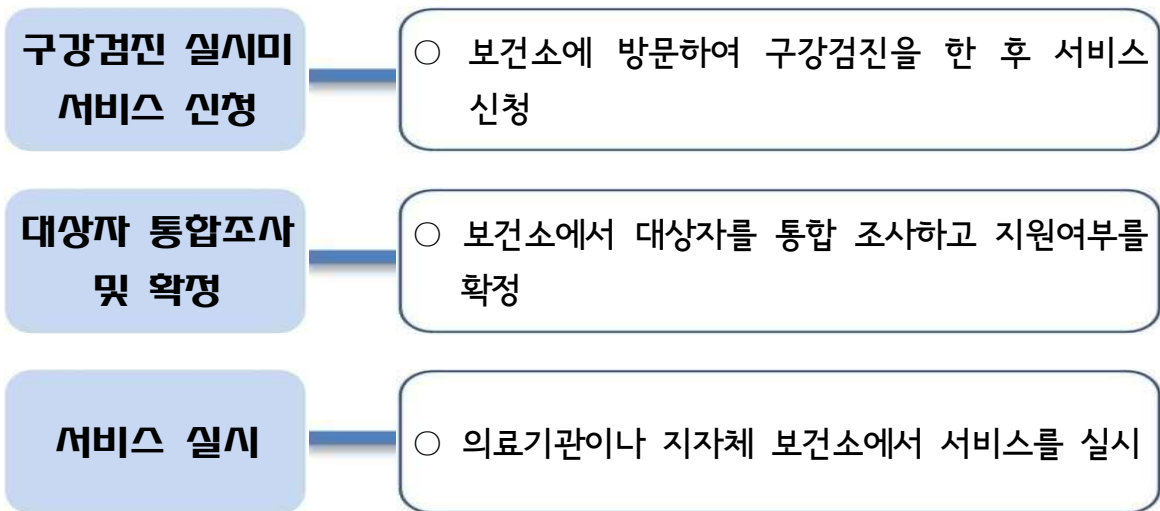 구강검진 실시미
서비스 신청
○ 보건소에 방문하여 구강검진을 한 후 서비스
신청
대상자 통합조사
및 확정
○ 보건소에서 대상자를 통합 조사하고 지원여부를
확정
서비스 실시
○ 의료기관이나 지자체 보건소에서 서비스를 실시